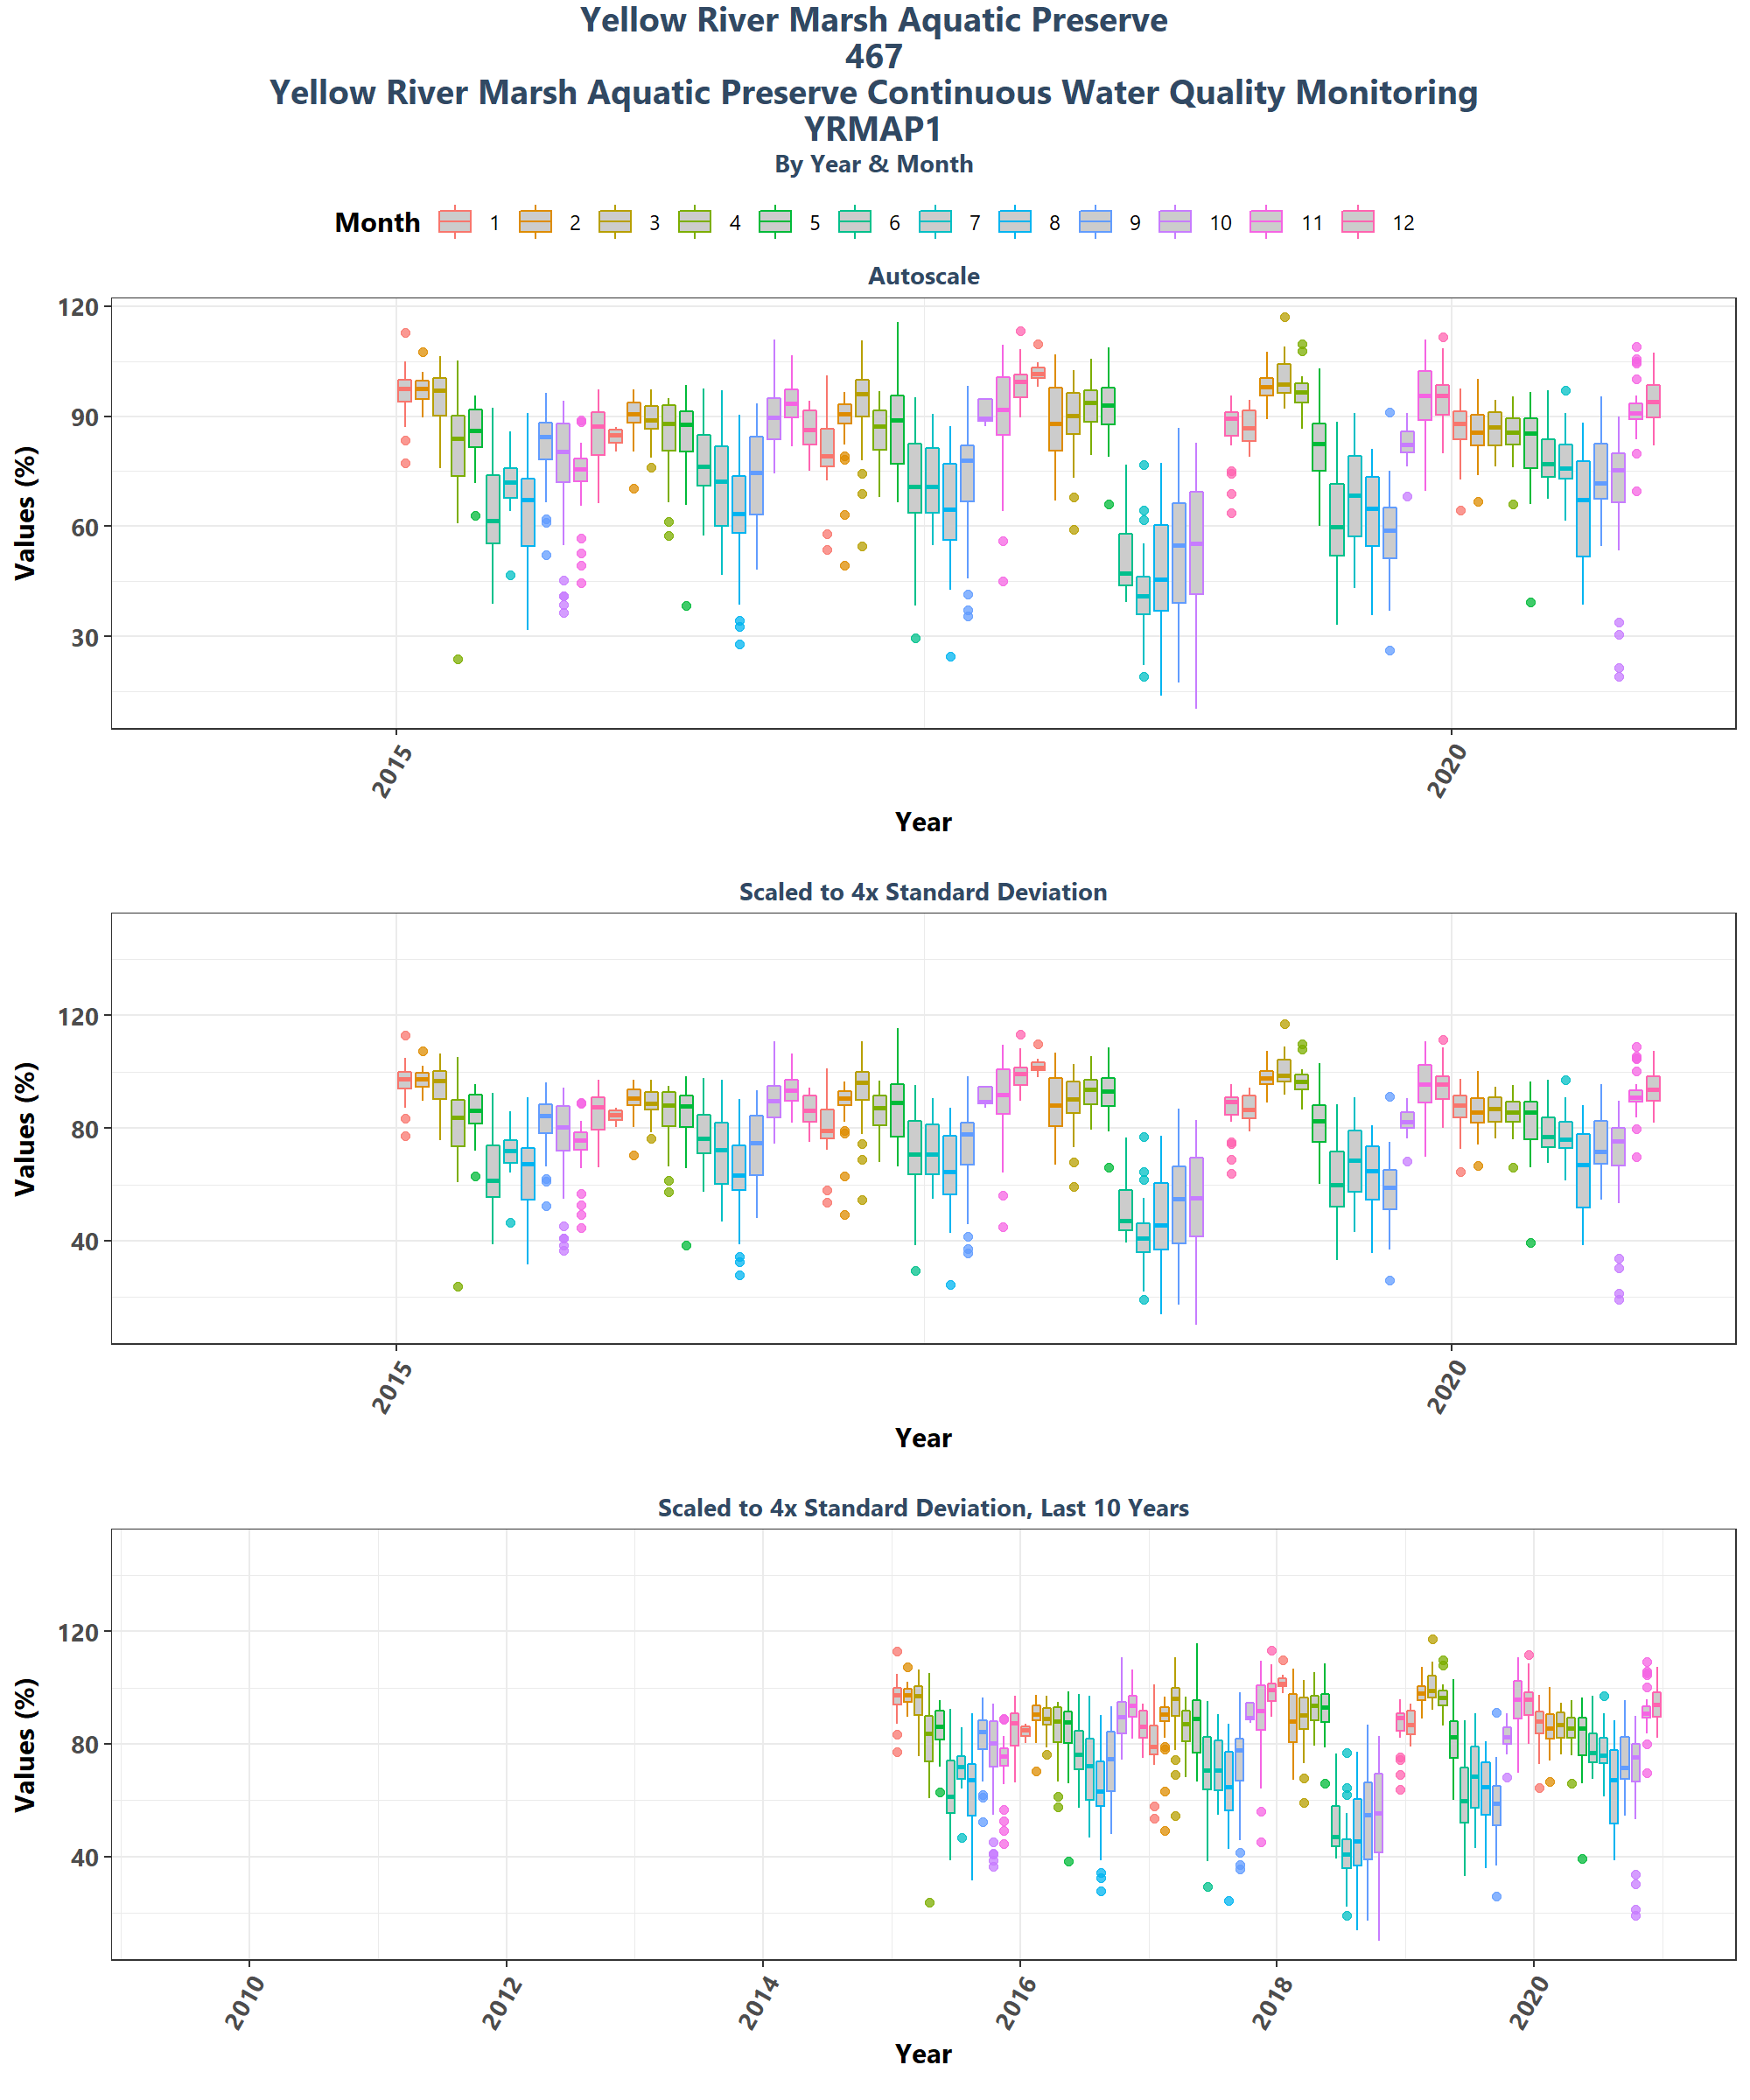 Yellow River Marsh Aquatic Preserve
467
Yellow River Marsh Aquatic Preserve Continuous Water Quality Monitoring
YRMAP1
By Year & Month
Month 1 2 3 4 5 6 7 8 9 10 11 12
Autoscale
120
90
60
30
Values (%)
2015 2020
Year
Scaled to 4x Standard Deviation
120
80
40
Values (%)
2015 2020
Year
Scaled to 4x Standard Deviation, Last 10 Years
120
80
40
Values (%)
2010 2012 2014 2016 2018 2020
Year